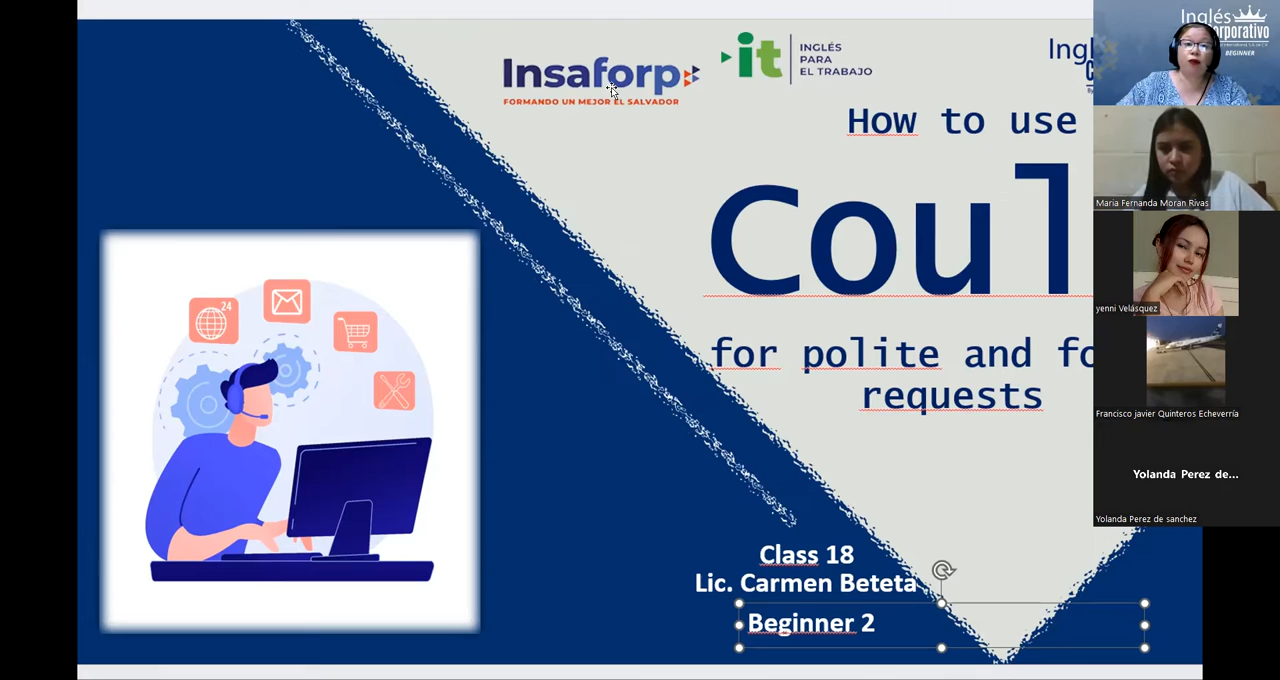 Insaforp
FORMANDO UN MEJOR EL SALVADOR
it
INGLÉS
PARA
EL TRABAJO
How to use
Coul
for polite and fo
requests
24
Class 18
Lic. Carmen Beteta
Beginner 2
Inglés
BEGINNER
Maria Fernanda Moran Rivas
yenni Velásquez
Francisco javier Quinteros Echeverría
Yolanda Perez de...
Yolanda Perez de sanchez